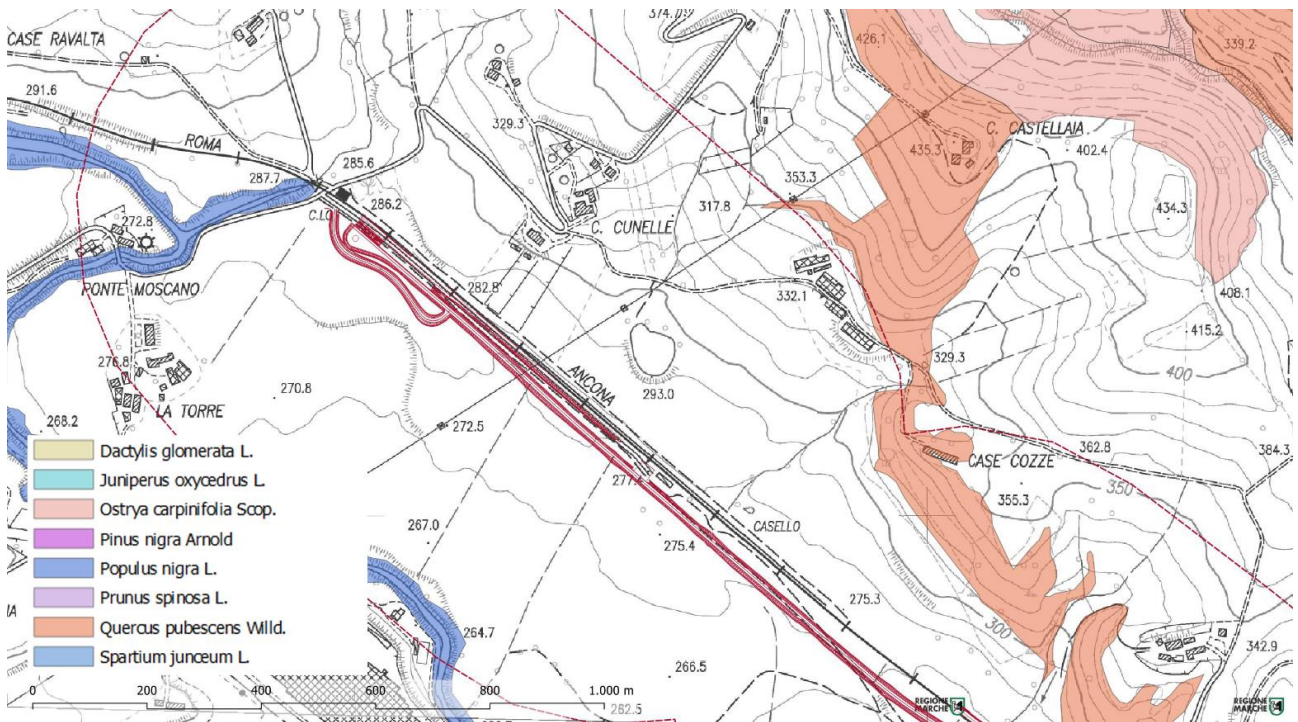 374.
CASE RAVALTA
426.1
339.2
291.6
ROMA
329.3
C. CASTELLAIA
435.3
402.4
285.6
287.7
353.3
286.2
317.8
434.3
272.8
C.LO
C. CUNELLE
PONTE MOSCANO
282.8
332.1
408.1
415.2
276.8
329.3
ANCONA
400
270.8
293.0
LA TORRE
268.2
272.5
362.8
384.3
CASE COZZE
277.
350
355.3
267.0
CASELLO
275.4
275.3
264.7
300
342.9
266.5
262.5
Dactylis glomerata L.
Juniperus oxycedrus L.
Ostrya carpinifolia Scop.
Pinus nigra Arnold
Populus nigra L.
Prunus spinosa L.
Quercus pubescens Willd.
Spartium junceum L.
0 200 400 600 800 1.000 m
REGIONE
MARCHE
REGIONE
MARCHE